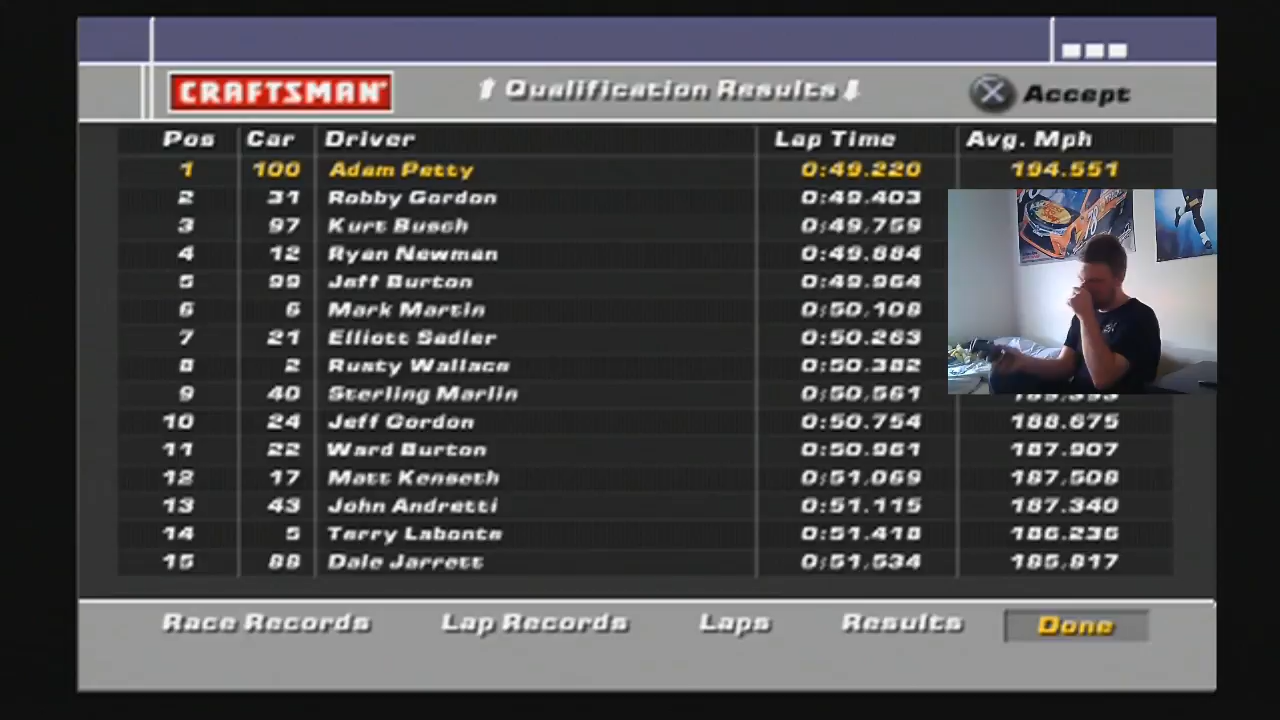 CRAFTSMAN Qualification Results Accept
Pos Car Driver Lap Time Avg. Mph
1 100 Adam Petty 0:49.220 194.551
2 31 Robby Gordon 0:49.403
3 97 Kurt Busch 0:49.759
4 12 Ryan Newman 0:49.884
5 99 Jeff Burton 0:49.964
6 6 Mark Martin 0:50.108
7 21 Elliott Sadler 0:50.263
8 2 Rusty Wallace 0:50.382
9 40 Sterling Marlin 0:50.561
10 24 Jeff Gordon 0:50.754 188.675
11 22 Ward Burton 0:50.961 187.907
12 17 Matt Kenseth 0:51.069 187.508
13 43 John Andretti 0:51.115 187.340
14 5 Terry Labonte 0:51.418 186.236
15 88 Dale Jarrett 0:51.534 185.817
Race Records Lap Records Laps Results Done